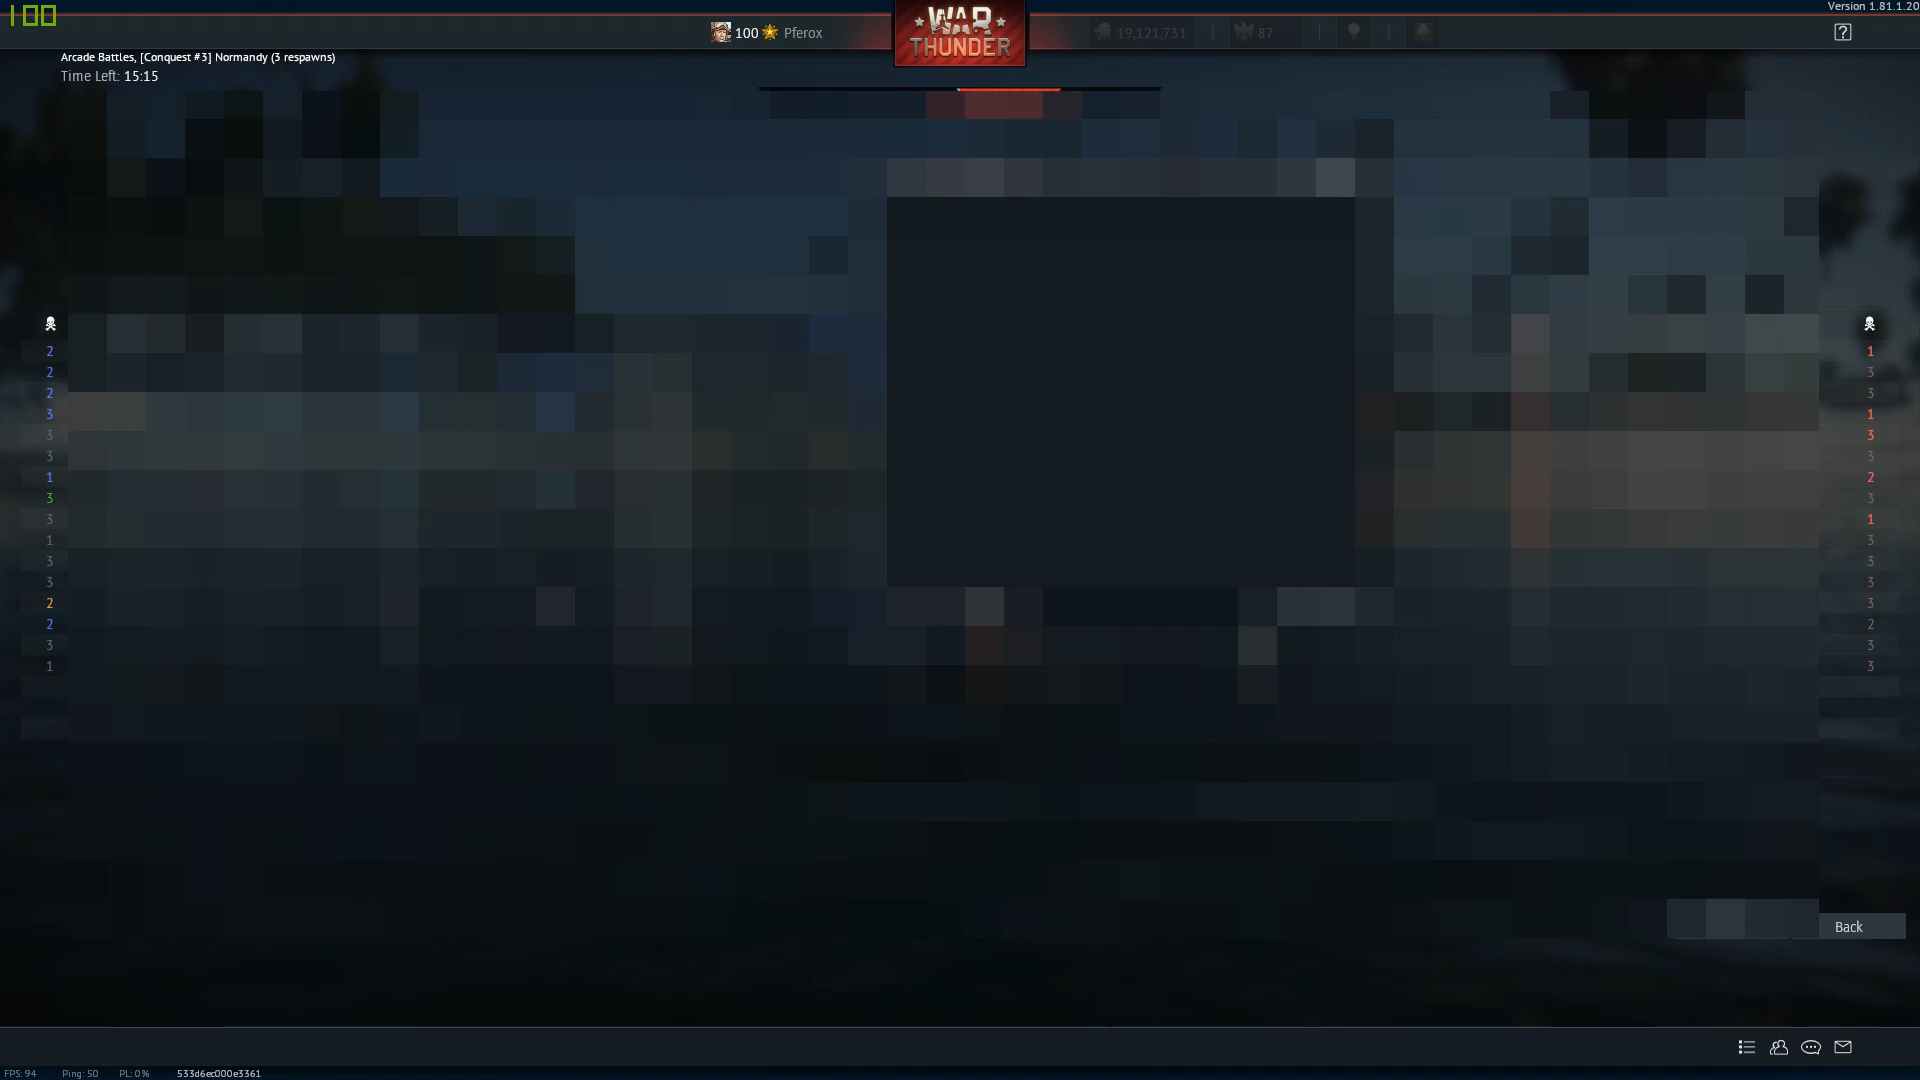 100
Version 1.81.1.20
100 Pferox
WAR THUNDER
19,121,731
87
?
Arcade Battles, [Conquest #3] Normandy (3 respawns)
Time Left: 15:15
2 1
2 3
2 3
3 1
3 3
3 3
1 2
3 3
3 1
1 3
3 3
3 3
2 3
2 2
3 3
1 3
Back
FPS: 94 Ping: 50 PL: 0% 533d6ec000e3361